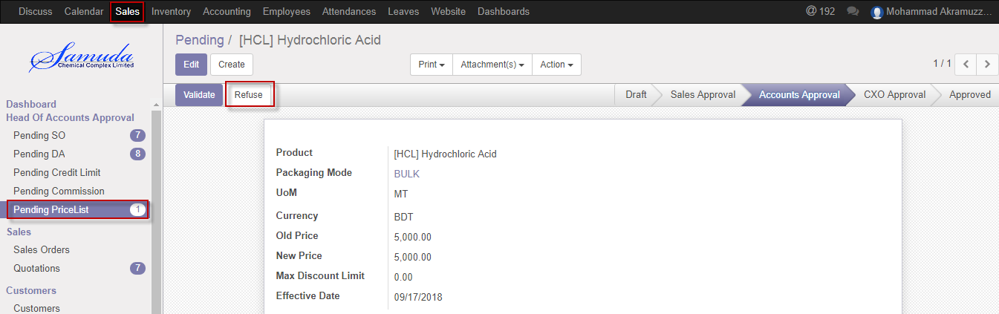 Discuss Calendar Sales Inventory Accounting Employees Attendances Leaves Website Dashboards @ 192 Mohammad Akramuzz...
Samuda
Chemical Complex Limited
Pending / [HCL] Hydrochloric Acid
Edit Create Print Attachment(s) Action 1 / 1
Validate Refuse Draft Sales Approval Accounts Approval CXO Approval Approved
Dashboard
Head Of Accounts Approval
Pending SO 7
Pending DA 8
Pending Credit Limit
Pending Commission
Pending PriceList 1
Sales
Sales Orders
Quotations 7
Customers
Customers
Product [HCL] Hydrochloric Acid
Packaging Mode BULK
UoM MT
Currency BDT
Old Price 5,000.00
New Price 5,000.00
Max Discount Limit 0.00
Effective Date 09/17/2018